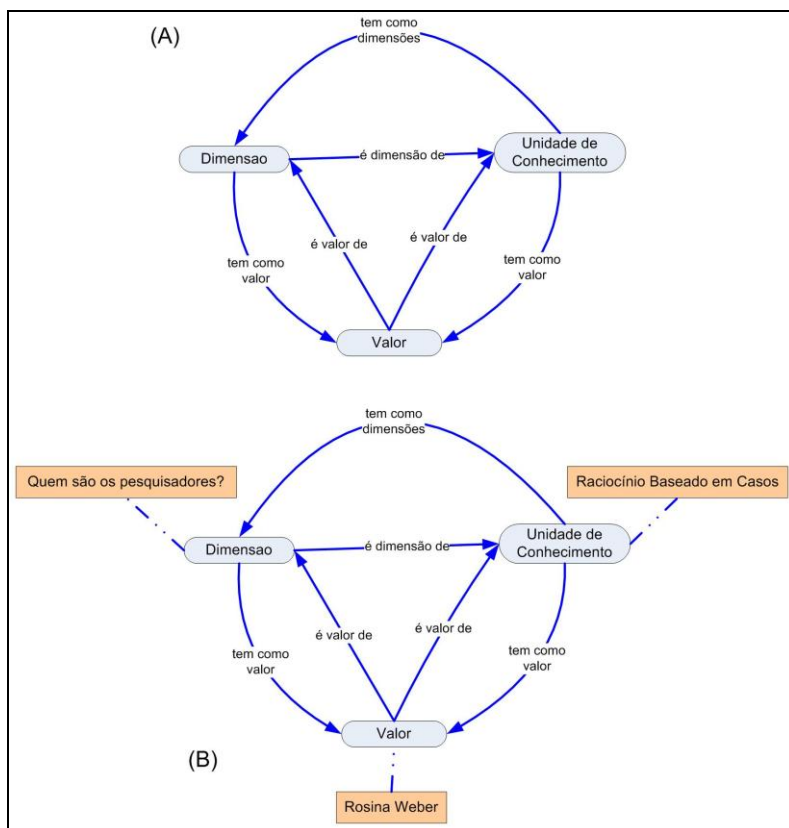 (A)
tem como
dimensões
Dimensao
é dimensão de
Unidade de
Conhecimento
é valor de
é valor de
tem como
valor
tem como
valor
Valor
tem como
dimensões
Quem são os pesquisadores?
Raciocínio Baseado em Casos
Dimensao
é dimensão de
Unidade de
Conhecimento
é valor de
é valor de
tem como
valor
tem como
valor
Valor
(B)
Rosina Weber